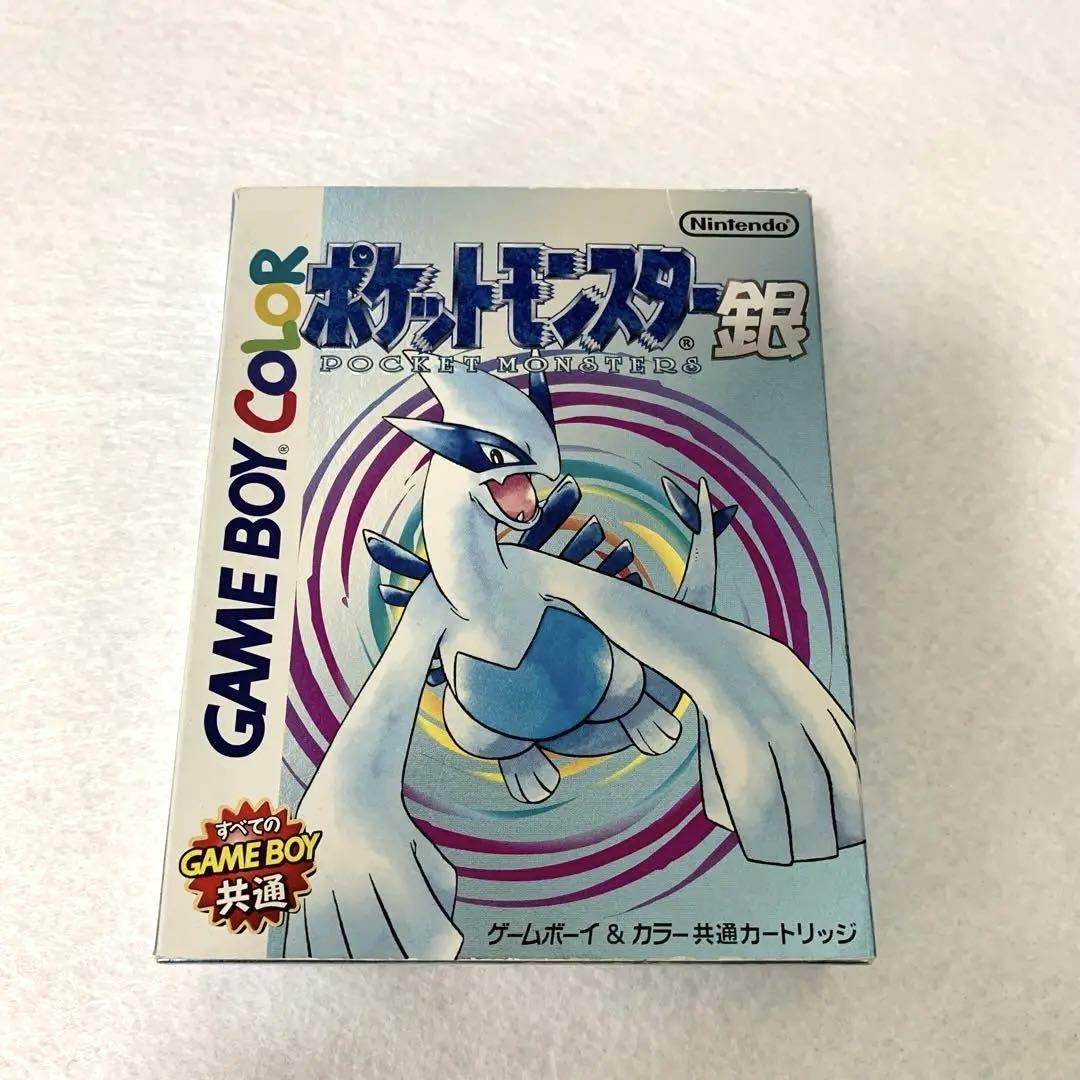 Nintendo®
ポケットモンスター銀
®
POCKET MONSTERS
GAME BOY COLOR
®
すべての
GAME BOY
共通
ゲームボーイ & カラー共通カートリッジ